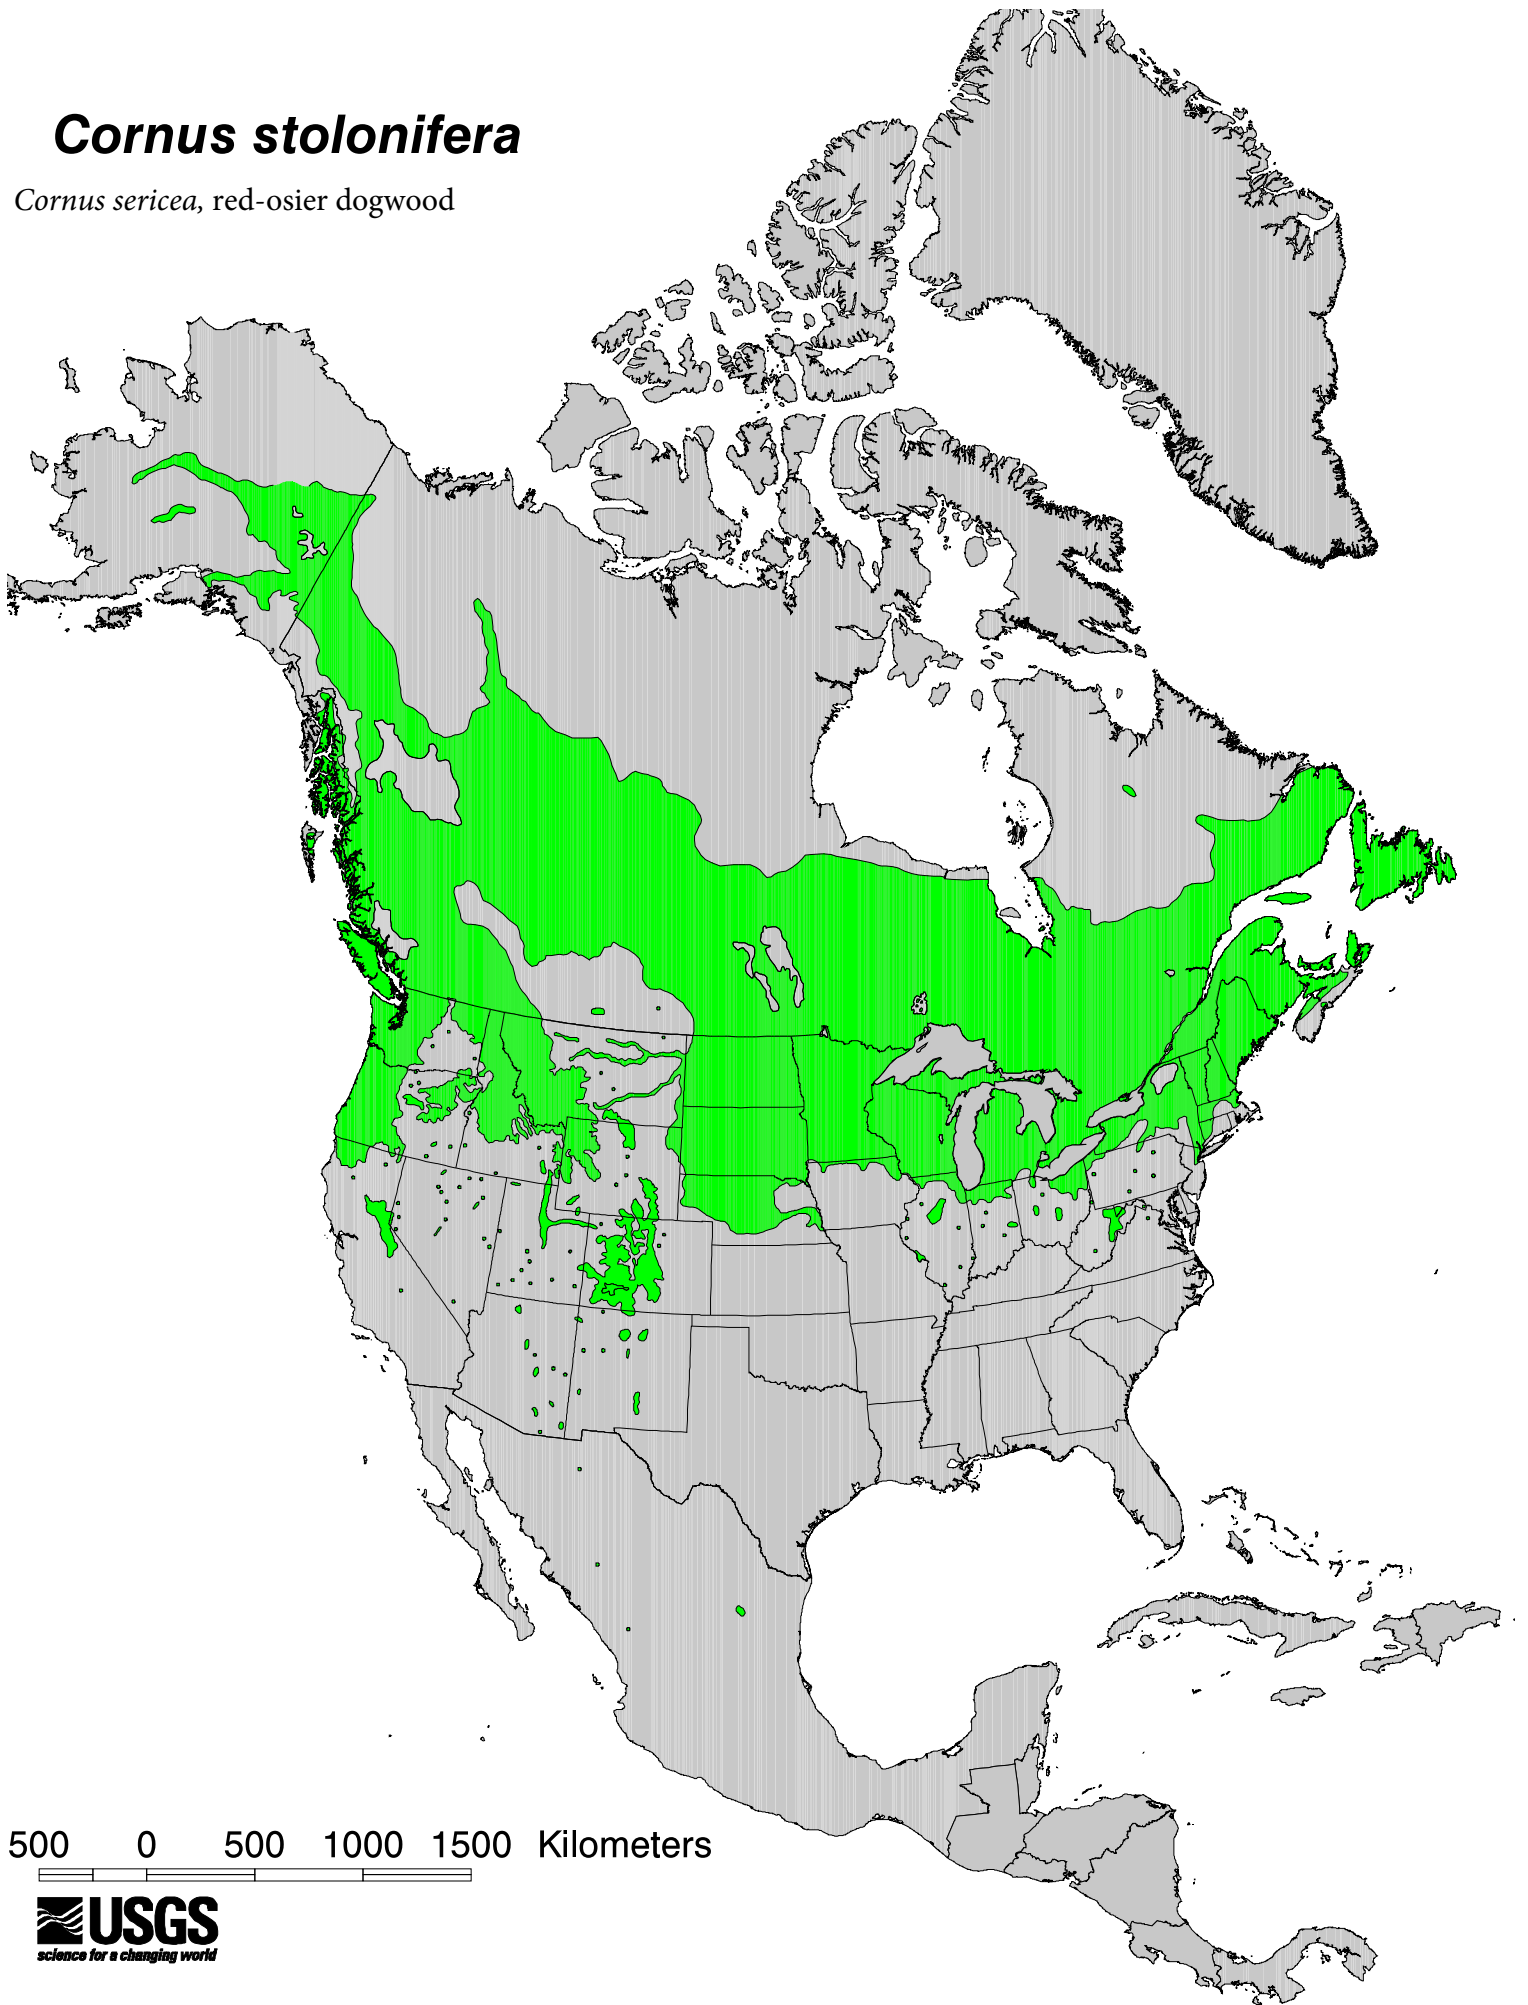 Cornus stolonifera
Cornus sericea, red-osier dogwood
500 0 500 1000 1500 Kilometers
USGS
science for a changing world